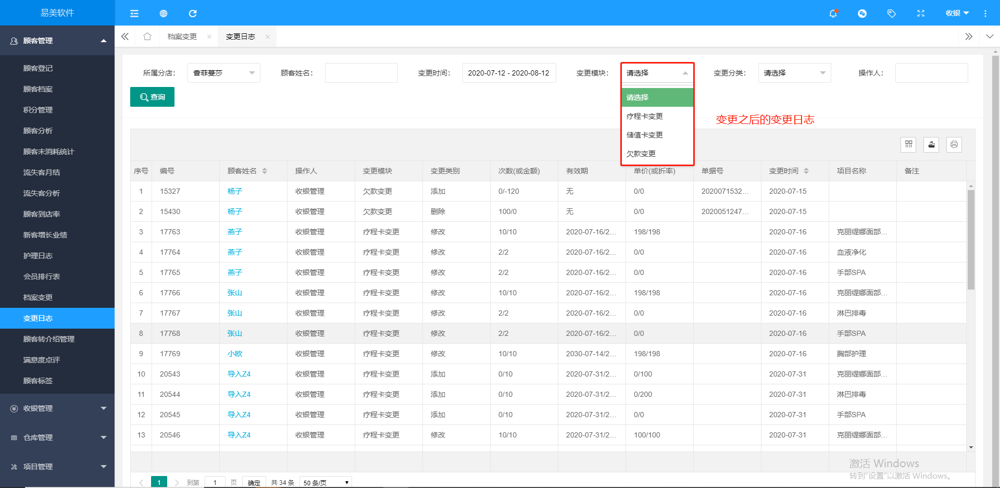 易美软件
收银
顾客管理
顾客登记
顾客档案
积分管理
顾客分析
顾客未消耗统计
流失客月结
流失客分析
顾客到店率
新客增长业绩
护理日志
会员排行表
档案变更
变更日志
顾客转介绍管理
满意度点评
顾客标签
收银管理
仓库管理
项目管理
档案变更 变更日志
所属分店： 香菲蔓莎 顾客姓名： 变更时间： 2020-07-12 - 2020-08-12 变更模块： 请选择 变更分类： 请选择 操作人：
查询
请选择
疗程卡变更
储值卡变更
欠款变更
变更之后的变更日志
序号 编号 顾客姓名 操作人 变更模块 变更类别 次数(或金额) 有效期 单价(或折率) 单据号 变更时间 项目名称 备注
1 15327 杨子 收银管理 欠款变更 添加 0/-120 无 0/0 2020071532... 2020-07-15
2 15430 杨子 收银管理 欠款变更 删除 100/0 无 0/0 2020051247... 2020-07-15
3 17763 燕子 收银管理 疗程卡变更 修改 10/10 2020-07-16/2... 198/198 2020-07-16 克丽缇娜面部...
4 17764 燕子 收银管理 疗程卡变更 修改 2/2 2020-07-16/2... 0/0 2020-07-16 血液净化
5 17765 燕子 收银管理 疗程卡变更 修改 2/2 2020-07-16/2... 0/0 2020-07-16 手部SPA
6 17766 张山 收银管理 疗程卡变更 修改 10/10 2020-07-16/2... 198/198 2020-07-16 克丽缇娜面部...
7 17767 张山 收银管理 疗程卡变更 修改 2/2 2020-07-16/2... 0/0 2020-07-16 淋巴排毒
8 17768 张山 收银管理 疗程卡变更 修改 2/2 2020-07-16/2... 0/0 2020-07-16 手部SPA
9 17769 小欧 收银管理 疗程卡变更 修改 10/10 2030-07-14/2... 198/198 2020-07-16 胸部护理
10 20543 导入Z4 收银管理 疗程卡变更 添加 0/10 2020-07-31/2... 0/100 2020-07-31 克丽缇娜面部...
11 20544 导入Z4 收银管理 疗程卡变更 添加 0/10 2020-07-31/2... 0/200 2020-07-31 淋巴排毒
12 20545 导入Z4 收银管理 疗程卡变更 添加 0/10 2020-07-31/2... 0/0 2020-07-31 手部SPA
13 20546 导入Z4 收银管理 疗程卡变更 修改 10/10 2020-07-31/2... 100/100 2020-07-31 克丽缇娜面部...
1 到第 1 页 确定 共 34 条 50 条/页
激活 Windows
转到"设置"以激活 Windows。